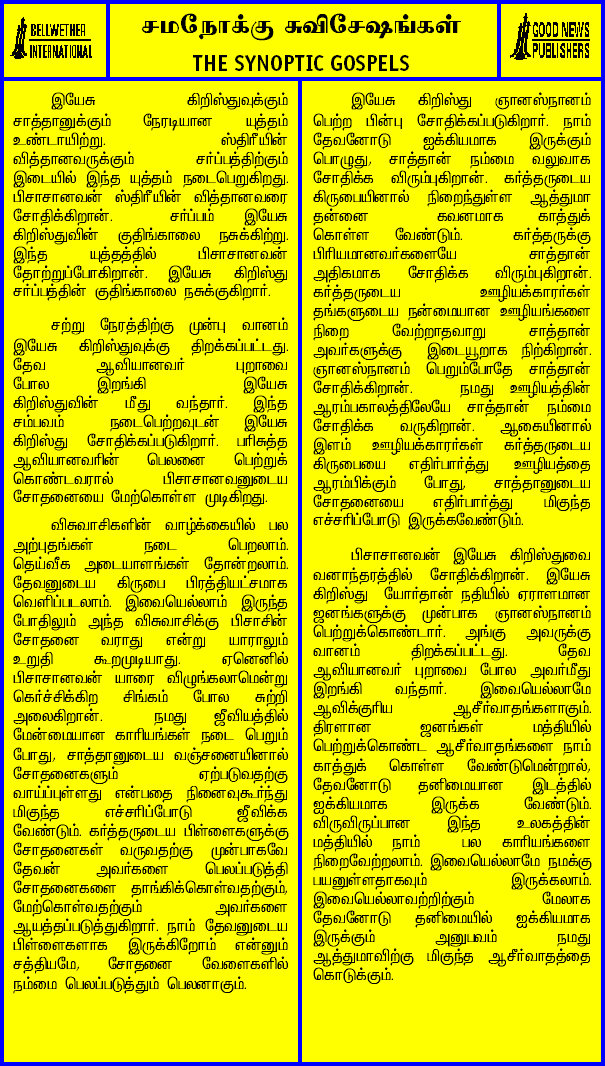 BELLWETHER
INTERNATIONAL
சமநோக்கு சுவிசேஷங்கள்
THE SYNOPTIC GOSPELS
GOOD NEWS
PUBLISHERS
இயேசு கிறிஸ்துவுக்கும்
சாத்தானுக்கும் நேரடியான யுத்தம்
உண்டாயிற்று. ஸ்திரீயின்
வித்தானவருக்கும் சர்ப்பத்திற்கும்
இடையில் இந்த யுத்தம் நடைபெறுகிறது.
பிசாசானவன் ஸ்திரீயின் வித்தானவரை
சோதிக்கிறான். சர்ப்பம் இயேசு
கிறிஸ்துவின் குதிங்காலை நசுக்கிற்று.
இந்த யுத்தத்தில் பிசாசானவன்
தோற்றுப்போகிறான். இயேசு கிறிஸ்து
சர்ப்பத்தின் குதிங்காலை நசுக்குகிறார்.
சற்று நேரத்திற்கு முன்பு வானம்
இயேசு கிறிஸ்துவுக்கு திறக்கப்பட்டது.
தேவ ஆவியானவர் புறாவை
போல இறங்கி இயேசு
கிறிஸ்துவின் மீது வந்தார். இந்த
சம்பவம் நடைபெற்றவுடன் இயேசு
கிறிஸ்து சோதிக்கப்படுகிறார். பரிசுத்த
ஆவியானவரின் பெலனை பெற்றுக்
கொண்டவரால் பிசாசானவனுடைய
சோதனையை மேற்கொள்ள முடிகிறது.
விசுவாசிகளின் வாழ்க்கையில் பல
அற்புதங்கள் நடை பெறலாம்.
தெய்வீக அடையாளங்கள் தோன்றலாம்.
தேவனுடைய கிருபை பிரத்தியட்சமாக
வெளிப்படலாம். இவையெல்லாம் இருந்த
போதிலும் அந்த விசுவாசிக்கு பிசாசின்
சோதனை வராது என்று யாராலும்
உறுதி கூறமுடியாது. ஏனெனில்
பிசாசானவன் யாரை விழுங்கலாமென்று
கெர்ச்சிக்கிற சிங்கம் போல சுற்றி
அலைகிறான். நமது ஜீவியத்தில்
மேன்மையான காரியங்கள் நடை பெறும்
போது, சாத்தானுடைய வஞ்சனையினால்
சோதனைகளும் ஏற்படுவதற்கு
வாய்ப்புள்ளது என்பதை நினைவுகூர்ந்து
மிகுந்த எச்சரிப்போடு ஜீவிக்க
வேண்டும். கர்த்தருடைய பிள்ளைகளுக்கு
சோதனைகள் வருவதற்கு முன்பாகவே
தேவன் அவர்களை பெலப்படுத்தி
சோதனைகளை தாங்கிக்கொள்வதற்கும்,
மேற்கொள்வதற்கும் அவர்களை
ஆயத்தப்படுத்துகிறார். நாம் தேவனுடைய
பிள்ளைகளாக இருக்கிறோம் என்னும்
சத்தியமே, சோதனை வேளைகளில்
நம்மை பெலப்படுத்தும் பெலனாகும்.
இயேசு கிறிஸ்து ஞானஸ்நானம்
பெற்ற பின்பு சோதிக்கப்படுகிறார். நாம்
தேவனோடு ஐக்கியமாக இருக்கும்
பொழுது, சாத்தான் நம்மை வலுவாக
சோதிக்க விரும்புகிறான். கர்த்தருடைய
கிருபையினால் நிறைந்துள்ள ஆத்துமா
தன்னை கவனமாக காத்துக்
கொள்ள வேண்டும். கர்த்தருக்கு
பிரியமானவர்களையே சாத்தான்
அதிகமாக சோதிக்க விரும்புகிறான்.
கர்த்தருடைய ஊழியக்காரர்கள்
தங்களுடைய நன்மையான ஊழியங்களை
நிறை வேற்றாதவாறு சாத்தான்
அவர்களுக்கு இடையூறாக நிற்கிறான்.
ஞானஸ்நானம் பெறும்போதே சாத்தான்
சோதிக்கிறான். நமது ஊழியத்தின்
ஆரம்பகாலத்திலேயே சாத்தான் நம்மை
சோதிக்க வருகிறான். ஆகையினால்
இளம் ஊழியக்காரர்கள் கர்த்தருடைய
கிருபையை எதிர்பார்த்து ஊழியத்தை
ஆரம்பிக்கும் போது, சாத்தானுடைய
சோதனையை எதிர்பார்த்து மிகுந்த
எச்சரிப்போடு இருக்கவேண்டும்.
பிசாசானவன் இயேசு கிறிஸ்துவை
வனாந்தரத்தில் சோதிக்கிறான். இயேசு
கிறிஸ்து யோர்தான் நதியில் ஏராளமான
ஜனங்களுக்கு முன்பாக ஞானஸ்நானம்
பெற்றுக்கொண்டார். அங்கு அவருக்கு
வானம் திறக்கப்பட்டது. தேவ
ஆவியானவர் புறாவை போல அவர்மீது
இறங்கி வந்தார். இவையெல்லாமே
ஆவிக்குரிய ஆசீர்வாதங்களாகும்.
திரளான ஜனங்கள் மத்தியில்
பெற்றுக்கொண்ட ஆசீர்வாதங்களை நாம்
காத்துக் கொள்ள வேண்டுமென்றால்,
தேவனோடு தனிமையான இடத்தில்
ஐக்கியமாக இருக்க வேண்டும்.
விருவிருப்பான இந்த உலகத்தின்
மத்தியில் நாம் பல காரியங்களை
நிறைவேற்றலாம். இவையெல்லாமே நமக்கு
பயனுள்ளதாகவும் இருக்கலாம்.
இவையெல்லாவற்றிற்கும் மேலாக
தேவனோடு தனிமையில் ஐக்கியமாக
இருக்கும் அனுபவம் நமது
ஆத்துமாவிற்கு மிகுந்த ஆசீர்வாதத்தை
கொடுக்கும்.